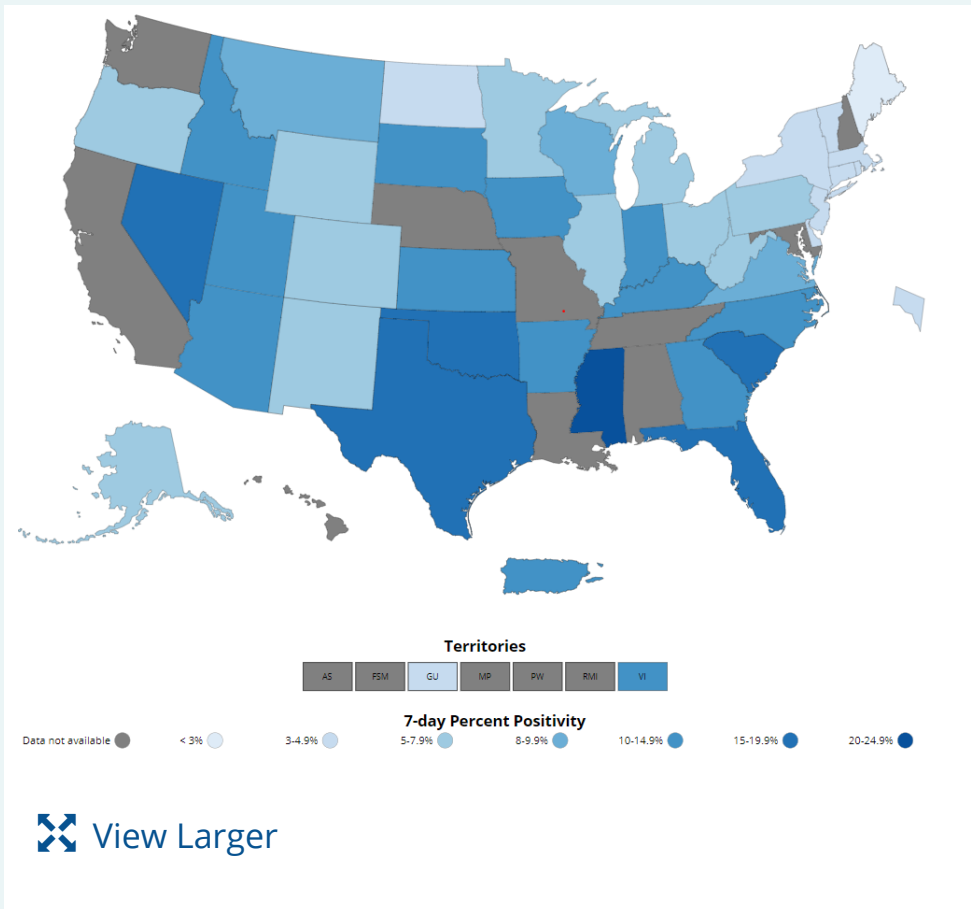 Territories
AS FSM GU MP PW RMI VI
7-day Percent Positivity
Data not available < 3% 3-4.9% 5-7.9% 8-9.9% 10-14.9% 15-19.9% 20-24.9%
View Larger